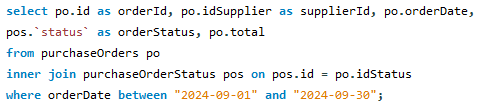 select po.id as orderId, po.idSupplier as supplierId, po.orderDate,
pos.`status` as orderStatus, po.total
from purchaseOrders po
inner join purchaseOrderStatus pos on pos.id = po.idStatus
where orderDate between "2024-09-01" and "2024-09-30";